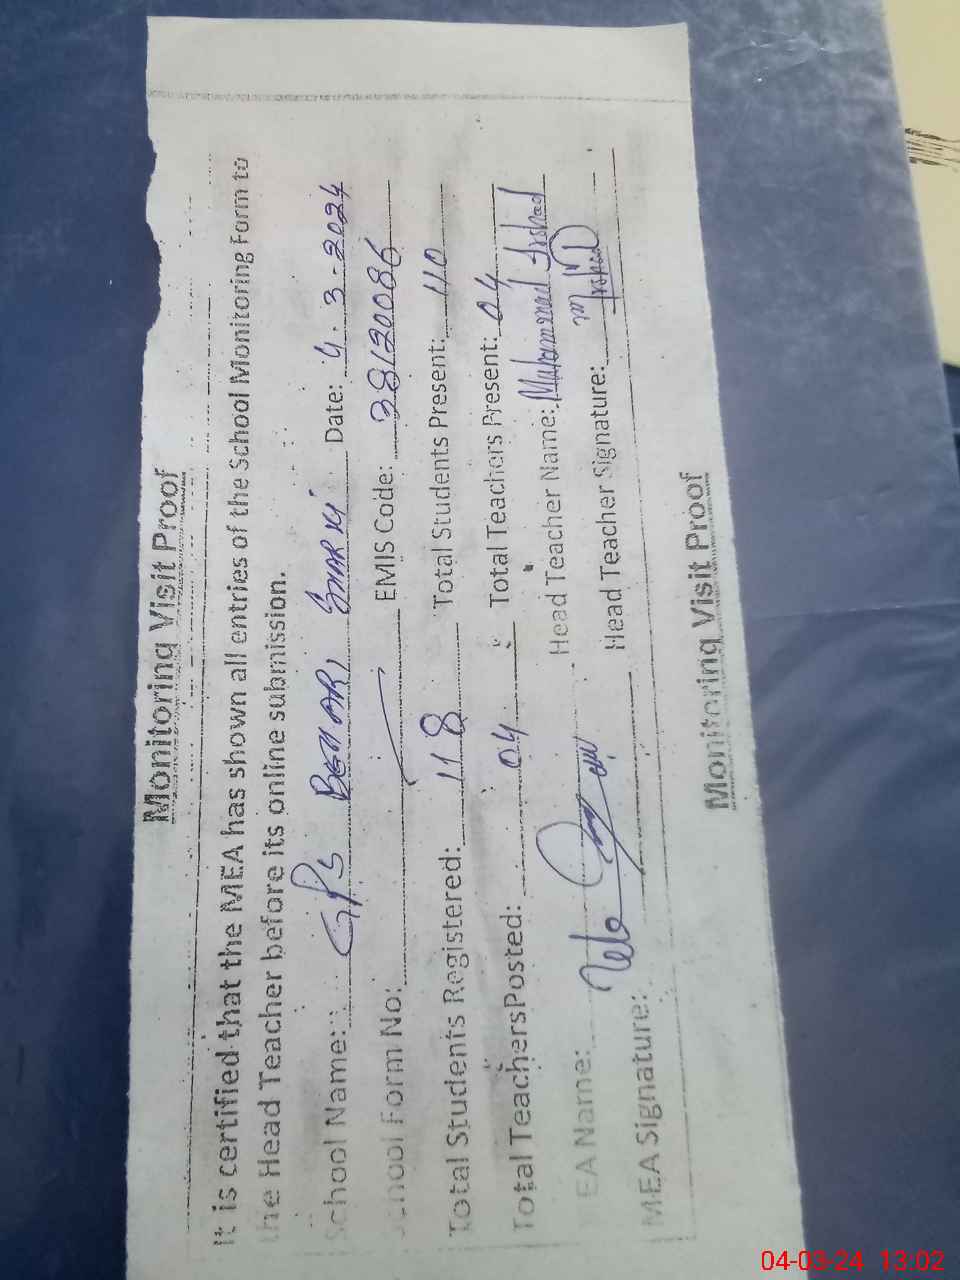 Monitoring Visit Proof
It is certified that the MEA has shown all entries of the School Monitoring Form to
the Head Teacher before its online submission.
School Name: GPS BEHARI Date: 4.3.2024
School Form No: EMIS Code: 38120086
Total Students Registered: 118 Total Students Present: 110
Total Teachers Posted: 04 Total Teachers Present: 04
MEA Name: Head Teacher Name: Muhammad Arshad
MEA Signature: Head Teacher Signature: M Arshad
Monitoring Visit Proof
04-03-24 13:02